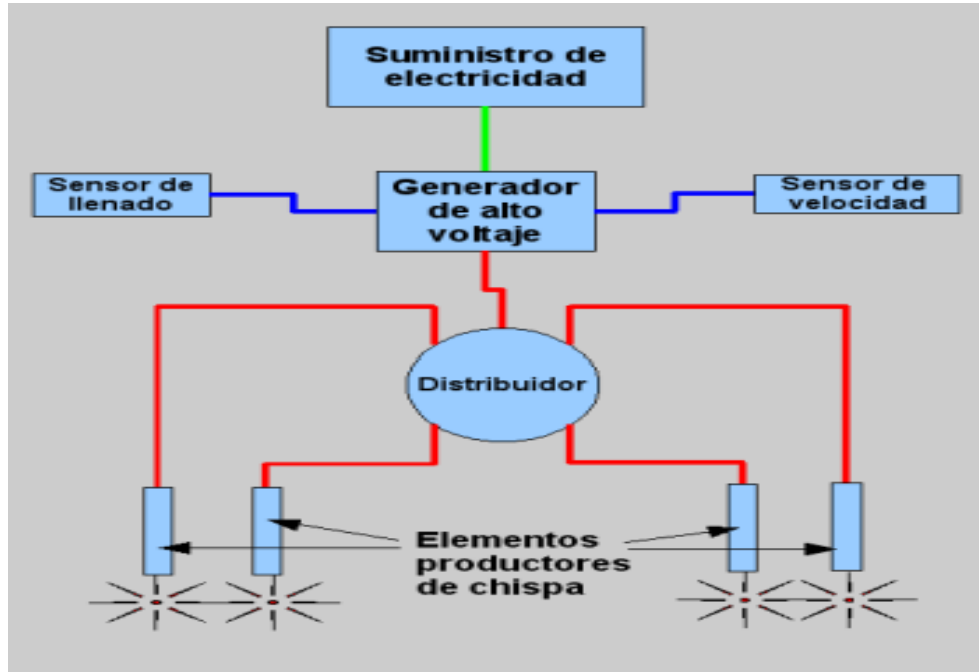 Suministro de
electricidad
Sensor de
llenado
Generador
de alto
voltaje
Sensor de
velocidad
Distribuidor
Elementos
productores
de chispa